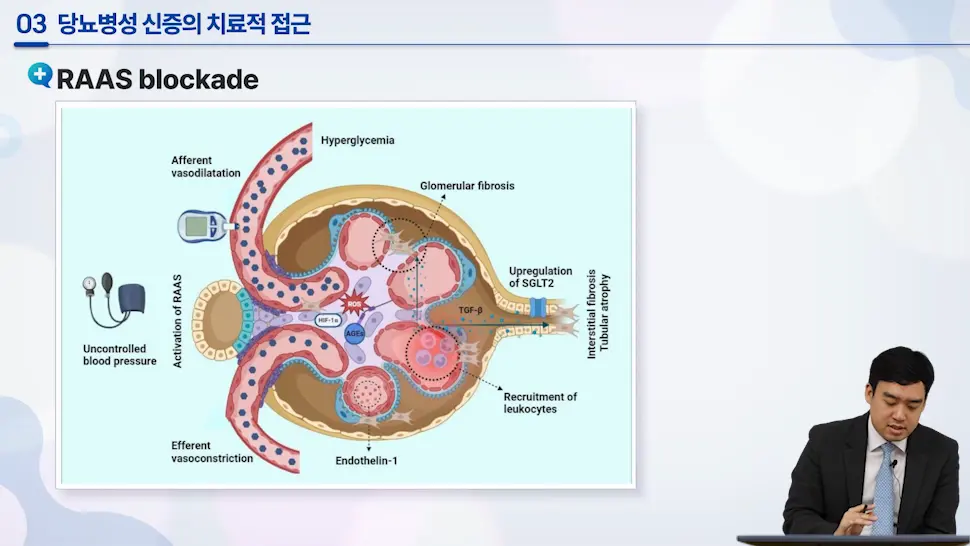 03 당뇨병성 신증의 치료적 접근
RAAS blockade
Hyperglycemia
Afferent
vasodilatation
Glomerular fibrosis
Upregulation
of SGLT2
ROS
HIF-1α
AGEs
TGF-β
Activation of RAAS
Interstitial fibrosis
Tubular atrophy
Uncontrolled
blood pressure
Recruitment of
leukocytes
Efferent
vasoconstriction
Endothelin-1